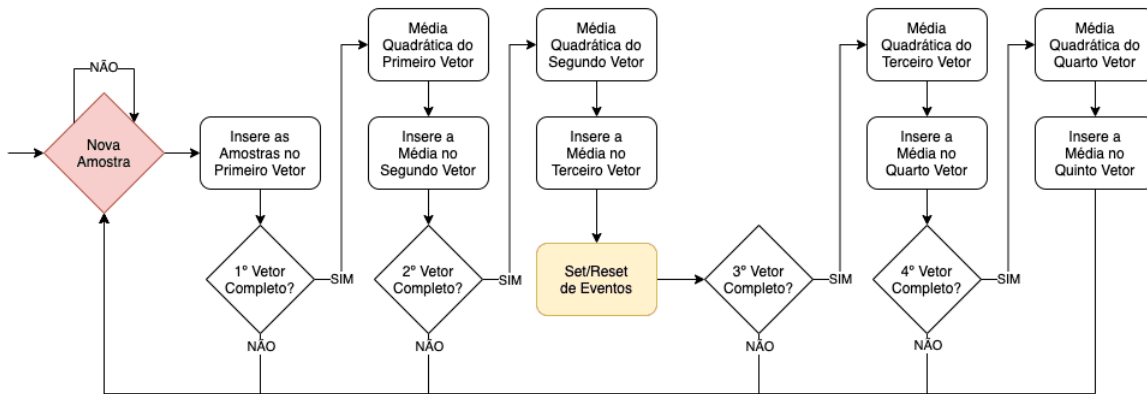 NÃO
Nova
Amostra
Insere as
Amostras no
Primeiro Vetor
1º Vetor
Completo?
SIM
NÃO
Média
Quadrática do
Primeiro Vetor
Insere a
Média no
Segundo Vetor
2º Vetor
Completo?
SIM
NÃO
Média
Quadrática do
Segundo Vetor
Insere a
Média no
Terceiro Vetor
Set/Reset
de Eventos
3º Vetor
Completo?
SIM
NÃO
Média
Quadrática do
Terceiro Vetor
Insere a
Média no
Quarto Vetor
4º Vetor
Completo?
SIM
NÃO
Média
Quadrática do
Quarto Vetor
Insere a
Média no
Quinto Vetor